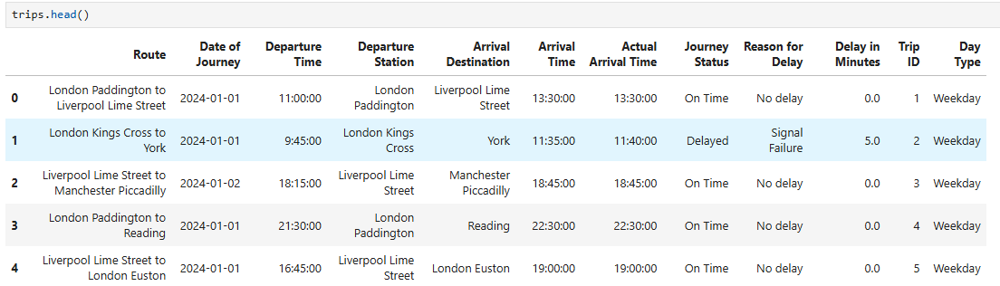 trips.head()
Route Date of Journey Departure Time Departure Station Arrival Destination Arrival Time Actual Arrival Time Journey Status Reason for Delay Delay in Minutes Trip ID Day Type
0 London Paddington to Liverpool Lime Street 2024-01-01 11:00:00 London Paddington Liverpool Lime Street 13:30:00 13:30:00 On Time No delay 0.0 1 Weekday
1 London Kings Cross to York 2024-01-01 9:45:00 London Kings Cross York 11:35:00 11:40:00 Delayed Signal Failure 5.0 2 Weekday
2 Liverpool Lime Street to Manchester Piccadilly 2024-01-02 18:15:00 Liverpool Lime Street Manchester Piccadilly 18:45:00 18:45:00 On Time No delay 0.0 3 Weekday
3 London Paddington to Reading 2024-01-01 21:30:00 London Paddington Reading 22:30:00 22:30:00 On Time No delay 0.0 4 Weekday
4 Liverpool Lime Street to London Euston 2024-01-01 16:45:00 Liverpool Lime Street London Euston 19:00:00 19:00:00 On Time No delay 0.0 5 Weekday